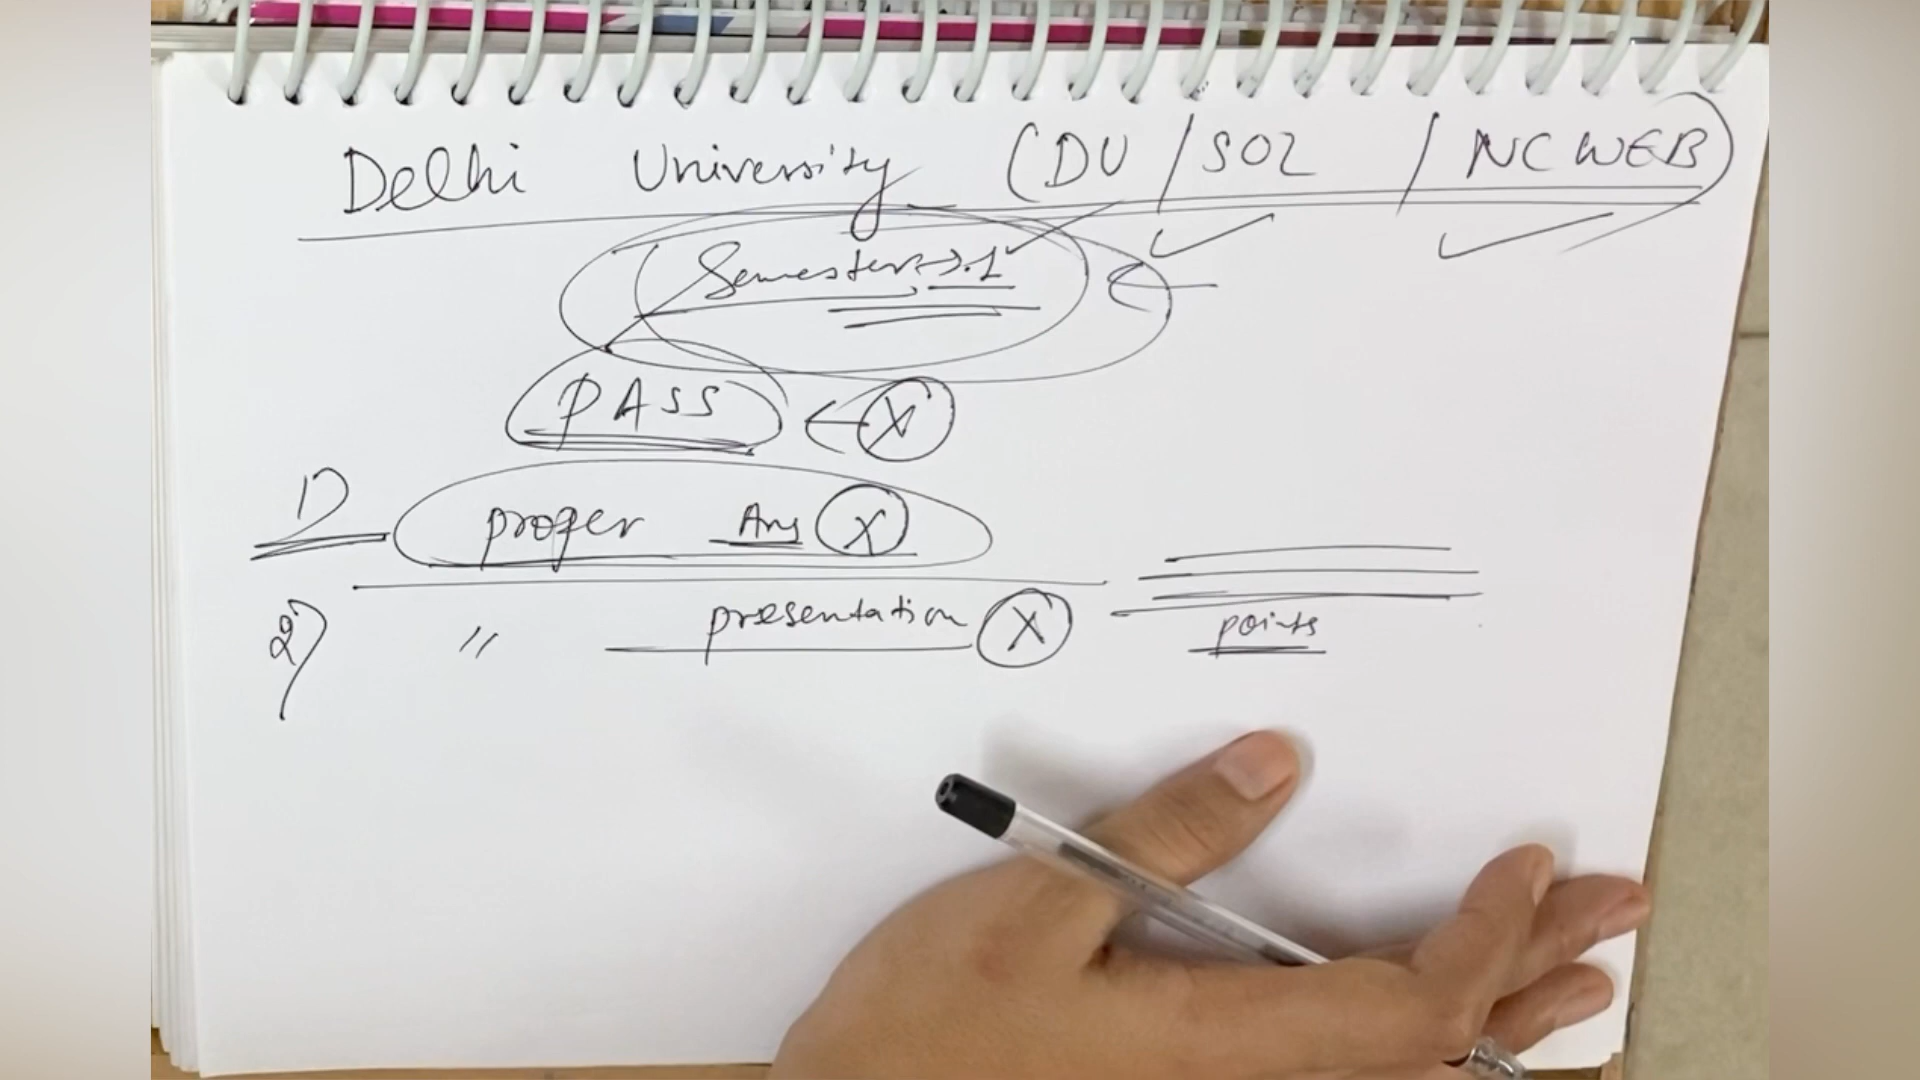 Delhi University (DU / SOL / NCWEB)
Semester → 1
PASS ← X
1) proper Ans X
2) " presentation X
points